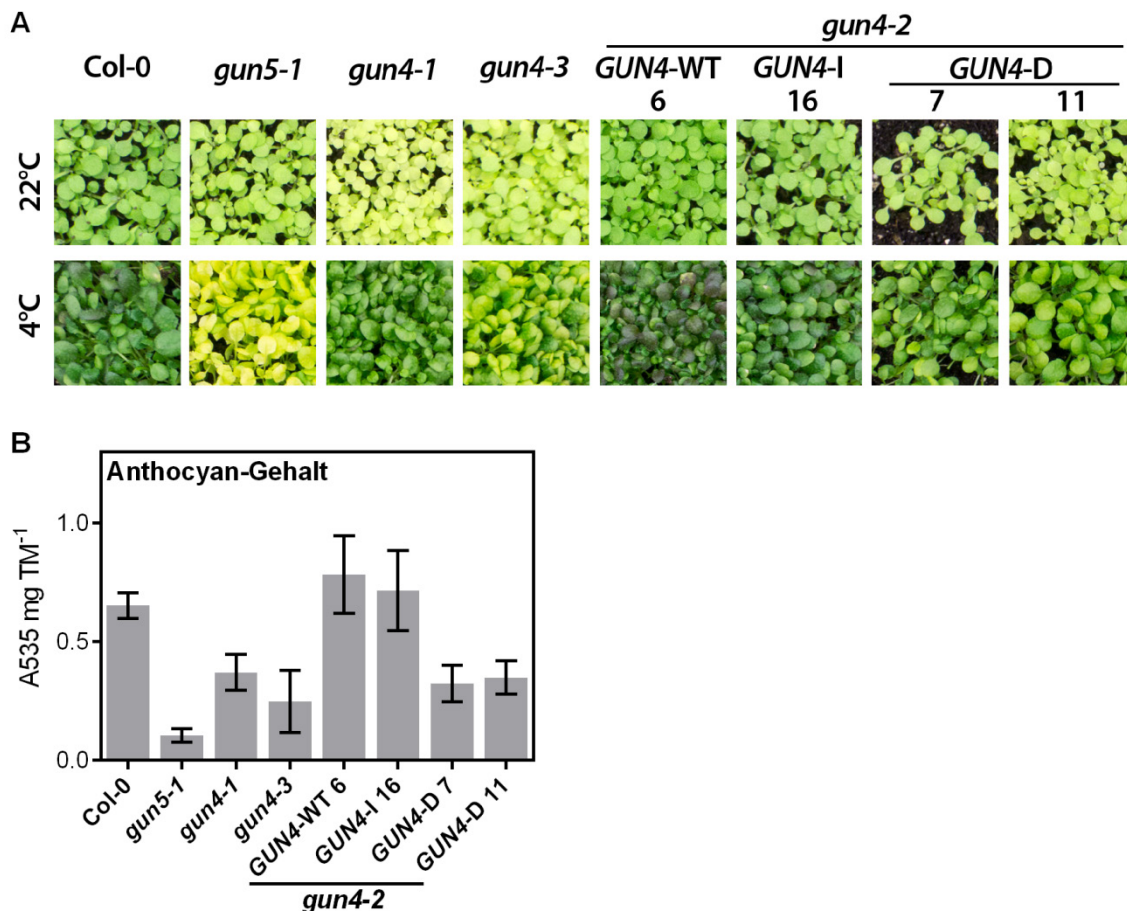 A
gun4-2
Col-0 gun5-1 gun4-1 gun4-3 GUN4-WT GUN4-I GUN4-D
6 16 7 11
22°C
4°C
B
Anthocyan-Gehalt
A535 mg TM⁻¹
1.0
0.5
0.0
Col-0 gun5-1 gun4-1 gun4-3 GUN4-WT 6 GUN4-I 16 GUN4-D 7 GUN4-D 11
gun4-2